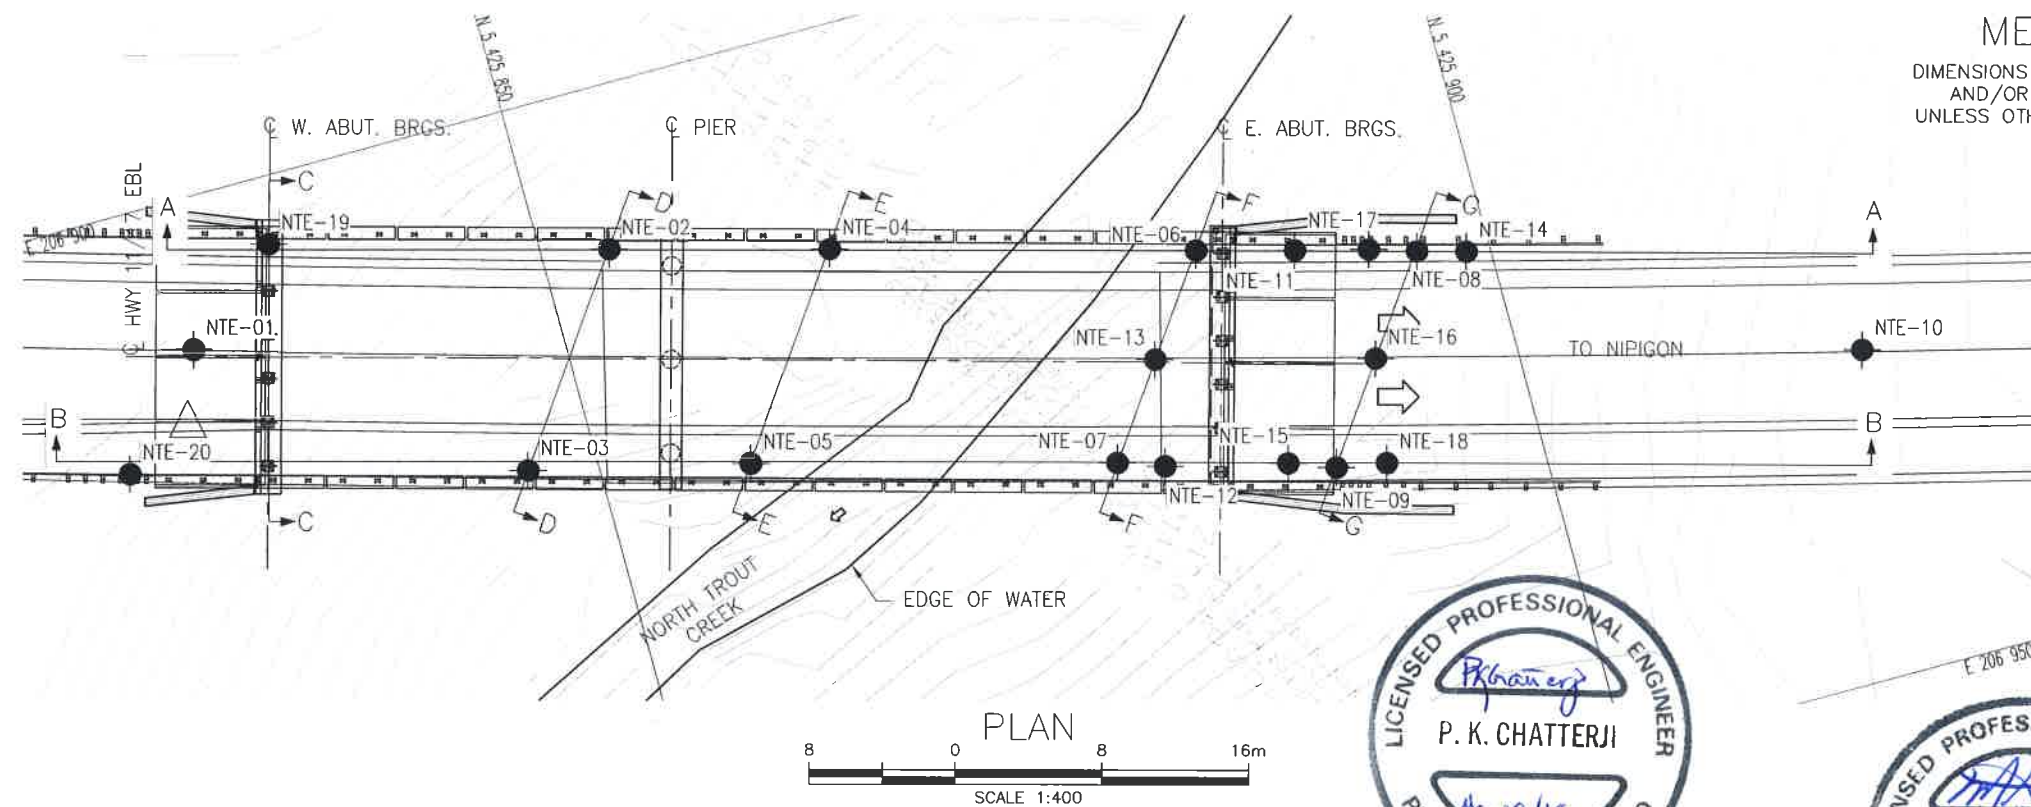 ME
DIMENSIONS
AND/OR
UNLESS OTH
N 5 425 850
N 5 425 900
℄ W. ABUT. BRGS.
℄ PIER
℄ E. ABUT. BRGS.
℄ HWY 11/17 EBL
E 206 900
C
D
E
F
G
A
A
NTE-19
NTE-02
NTE-04
NTE-06
NTE-17
NTE-14
NTE-11
NTE-08
NTE-01
NTE-13
NTE-16
TO NIPIGON
NTE-10
B
B
NTE-20
NTE-03
NTE-05
NTE-07
NTE-15
NTE-18
NTE-12
NTE-09
C
D
E
F
G
NORTH TROUT
CREEK
EDGE OF WATER
E 206 950
PLAN
8 0 8 16m
SCALE 1:400
LICENSED PROFESSIONAL ENGINEER
P. K. CHATTERJI